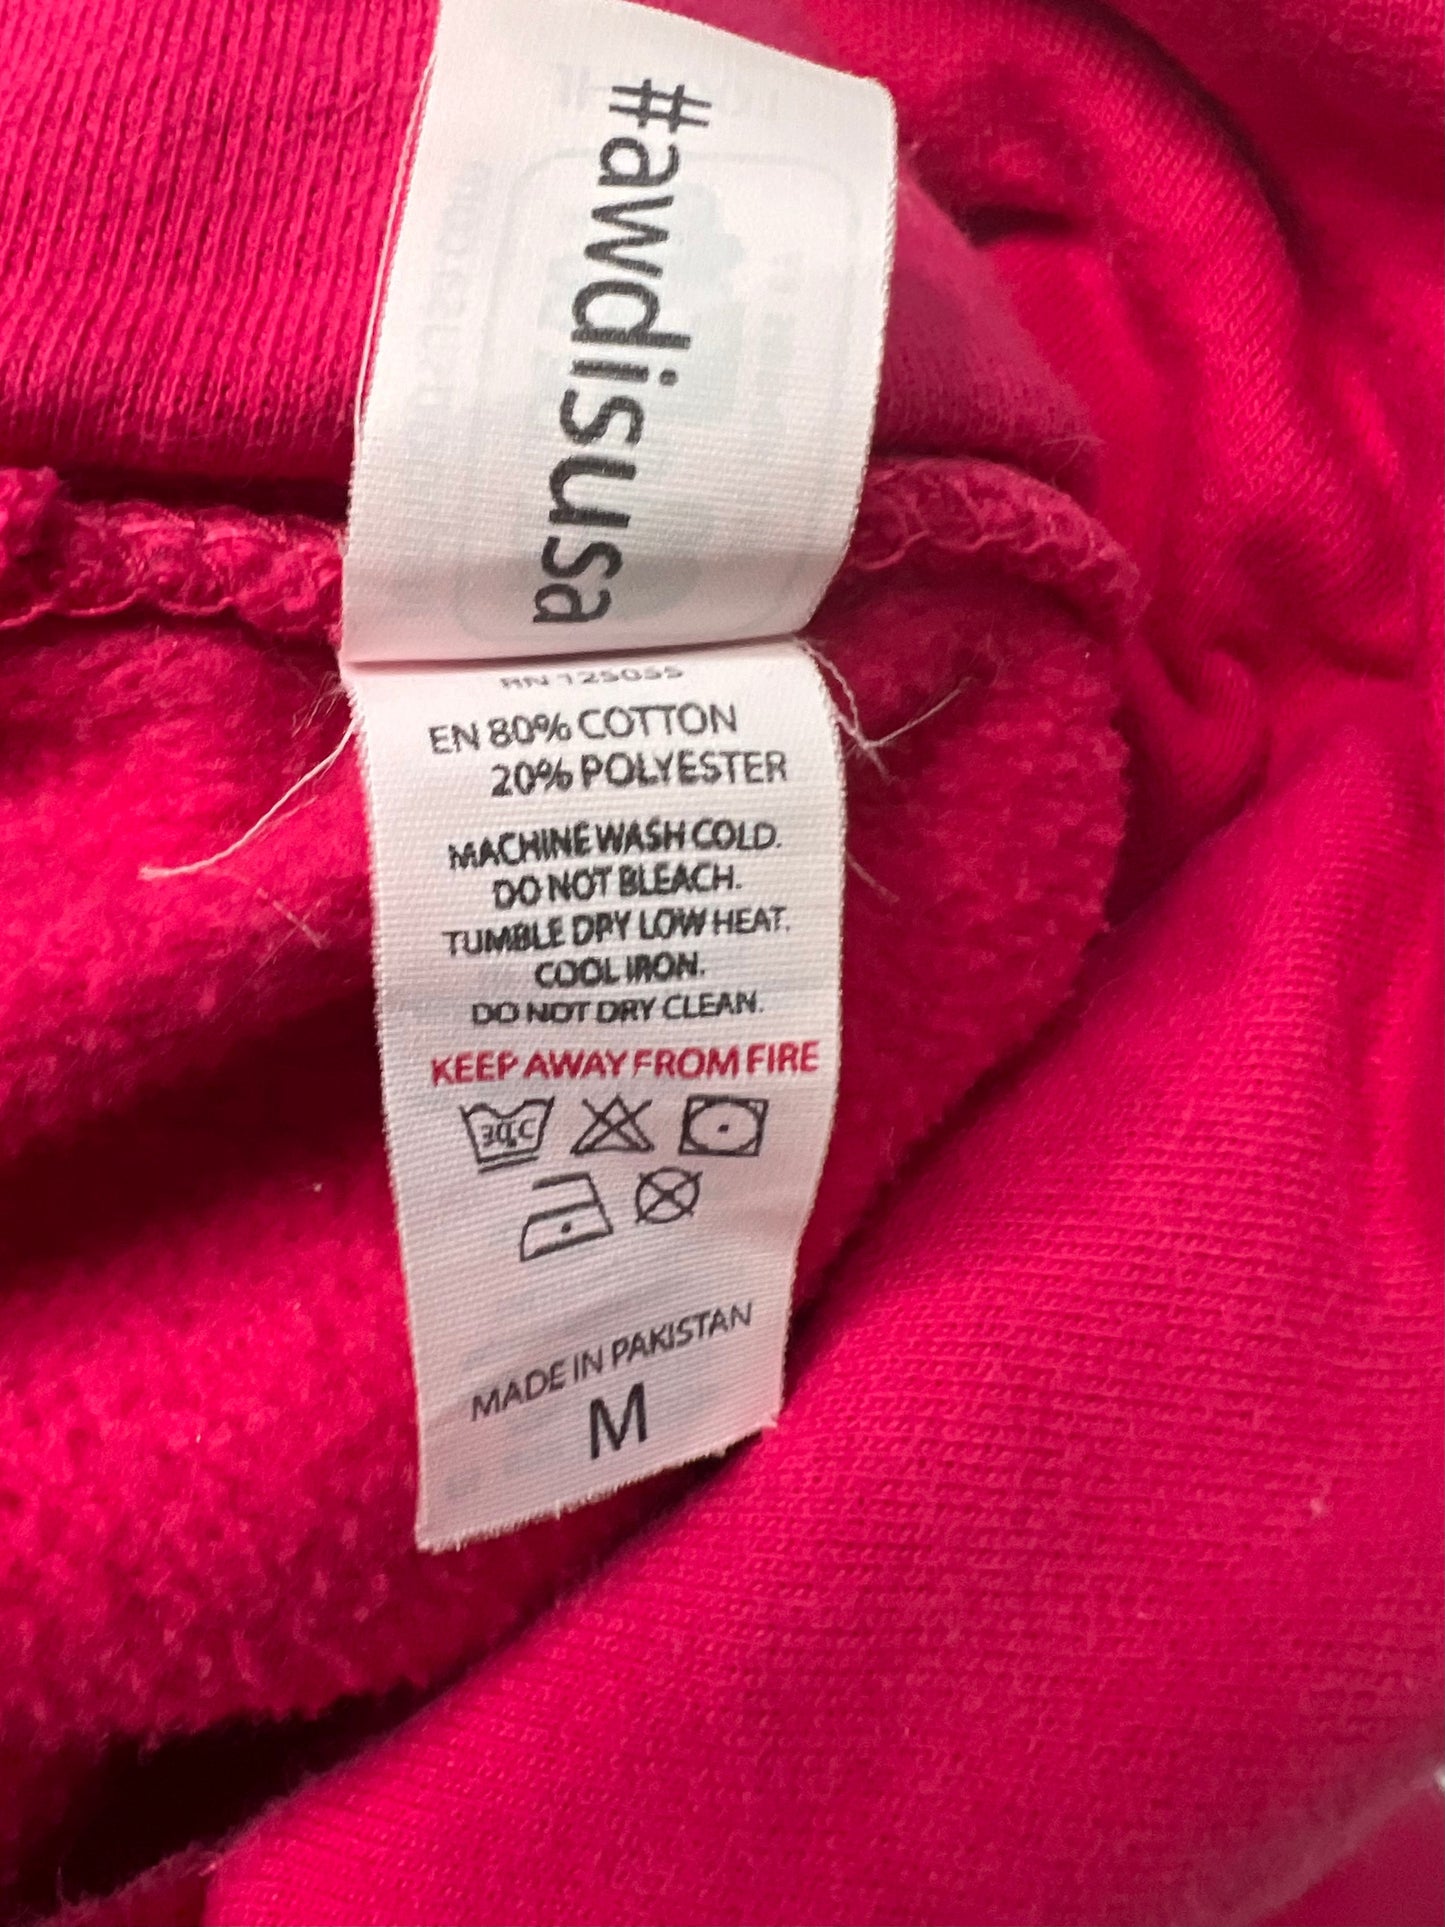 #awdisusa
RN 125055
EN 80% COTTON
20% POLYESTER
MACHINE WASH COLD.
DO NOT BLEACH.
TUMBLE DRY LOW HEAT.
COOL IRON.
DO NOT DRY CLEAN.
KEEP AWAY FROM FIRE
30°C
MADE IN PAKISTAN
M